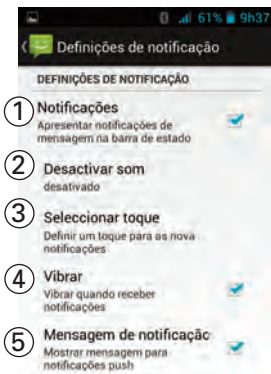 61% 9h37
Definições de notificação
DEFINIÇÕES DE NOTIFICAÇÃO
1 Notificações
Apresentar notificações de
mensagem na barra de estado
2 Desactivar som
desativado
3 Seleccionar toque
Definir um toque para as nova
notificações
4 Vibrar
Vibrar quando receber
notificações
5 Mensagem de notificação
Mostrar mensagem para
notificações push